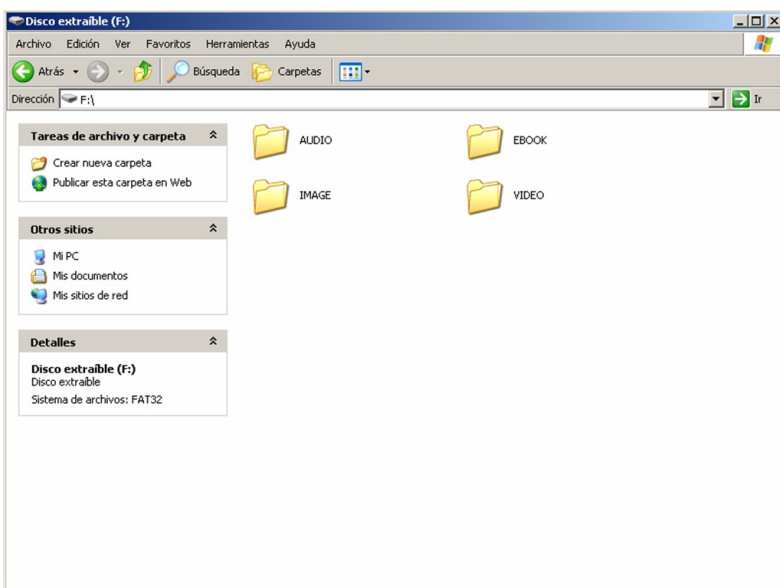 Disco extraíble (F:)
Archivo Edición Ver Favoritos Herramientas Ayuda
Atrás Búsqueda Carpetas
Dirección F:\ Ir
Tareas de archivo y carpeta
Crear nueva carpeta
Publicar esta carpeta en Web
Otros sitios
Mi PC
Mis documentos
Mis sitios de red
Detalles
Disco extraíble (F:)
Disco extraíble
Sistema de archivos: FAT32
AUDIO EBOOK
IMAGE VIDEO